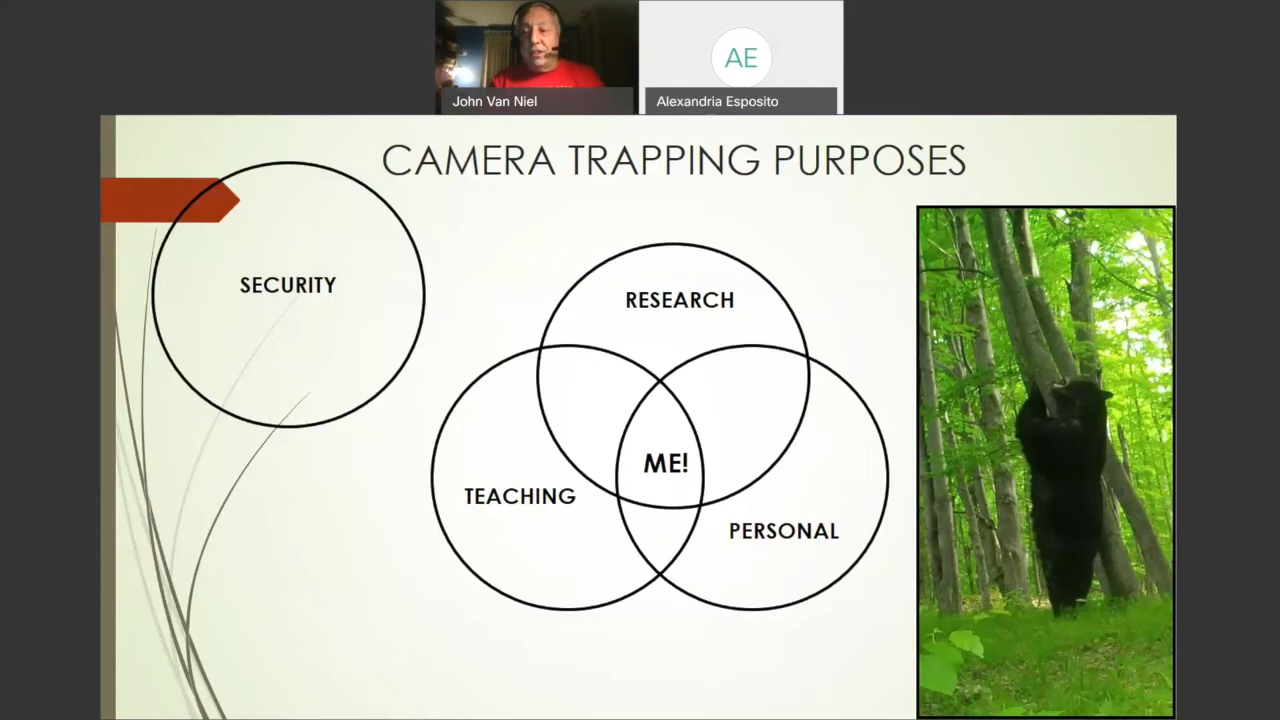 AE
John Van Niel
Alexandria Esposito
CAMERA TRAPPING PURPOSES
SECURITY
RESEARCH
ME!
TEACHING
PERSONAL